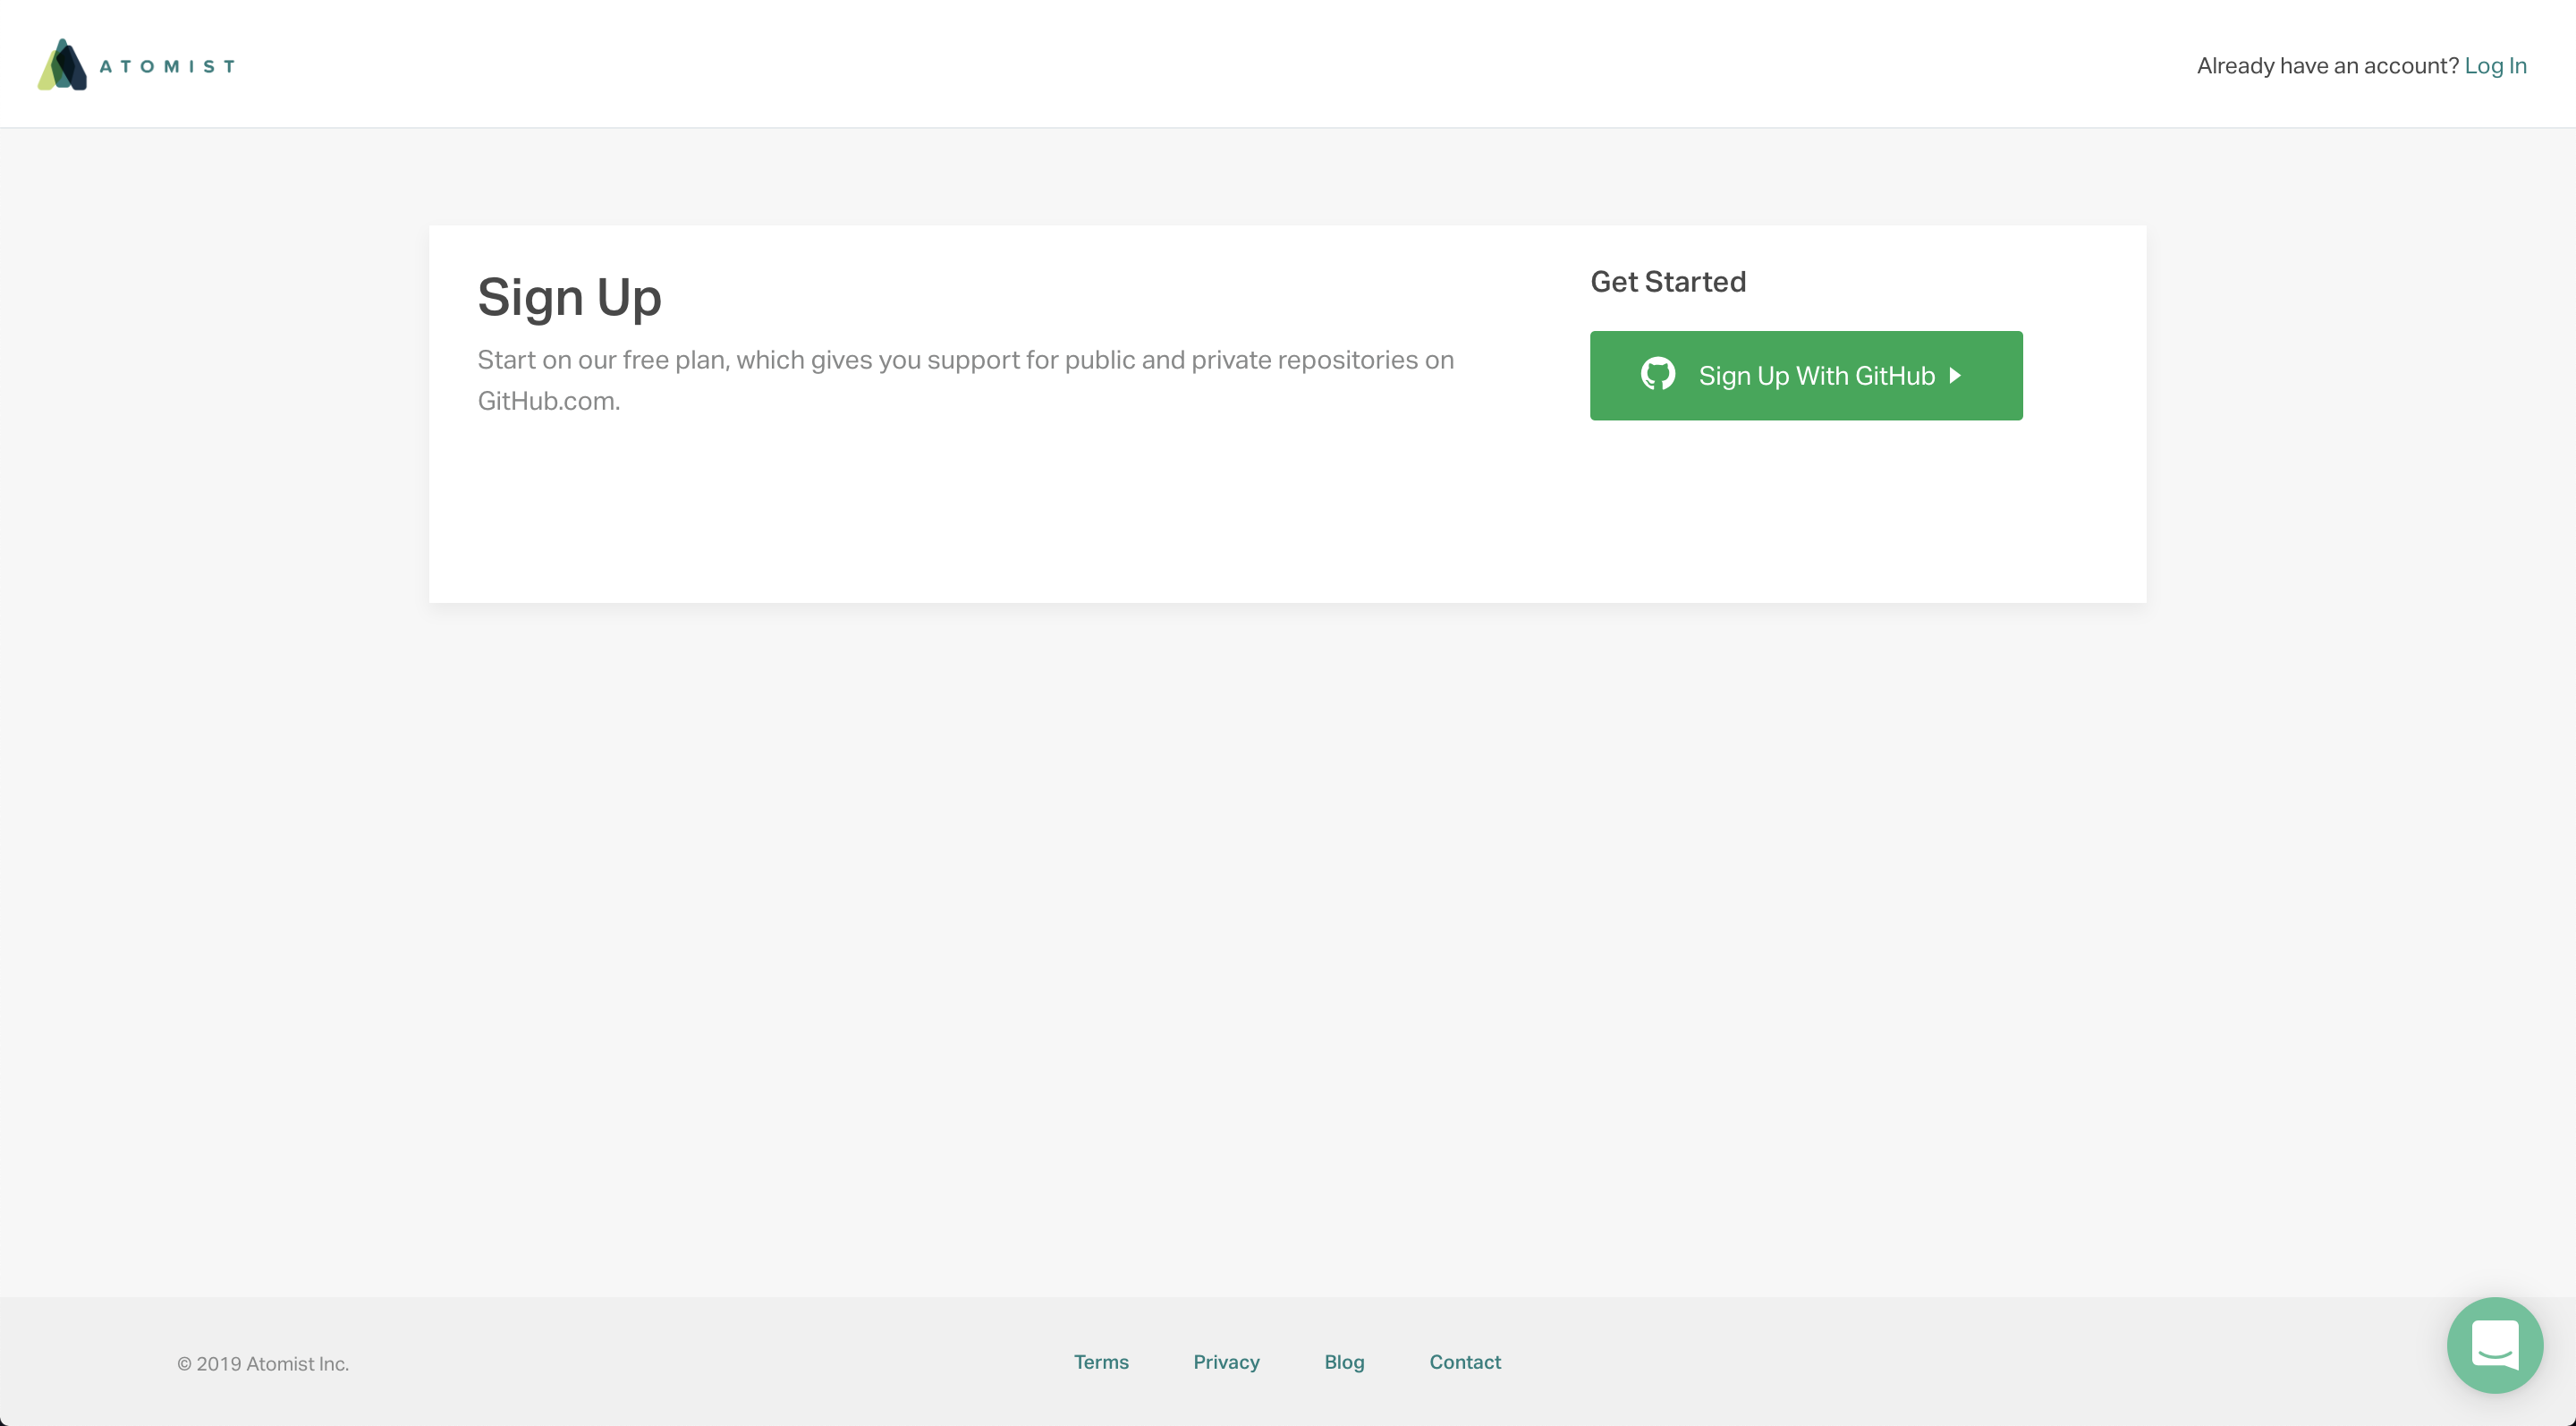 ATOMIST
Already have an account? Log In
Sign Up
Start on our free plan, which gives you support for public and private repositories on
GitHub.com.
Get Started
Sign Up With GitHub
© 2019 Atomist Inc.
Terms
Privacy
Blog
Contact